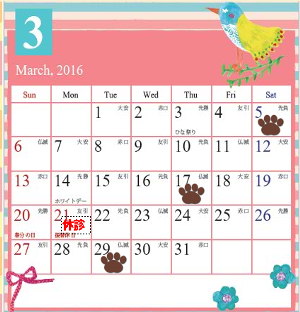 3
March, 2016
Sun Mon Tue Wed Thu Fri Sat
1 大安 2 赤口 3 先勝 4 友引 5 先負
ひな祭り
6 仏滅 7 大安 8 赤口 9 友引 10 先負 11 仏滅 12 大安
13 赤口 14 先勝 15 友引 16 先負 17 仏滅 18 大安 19 赤口
ホワイトデー
20 先勝 21 友引 22 先負 23 仏滅 24 大安 25 赤口 26 先勝
休診
春分の日 振替休日
27 友引 28 先負 29 仏滅 30 大安 31 赤口